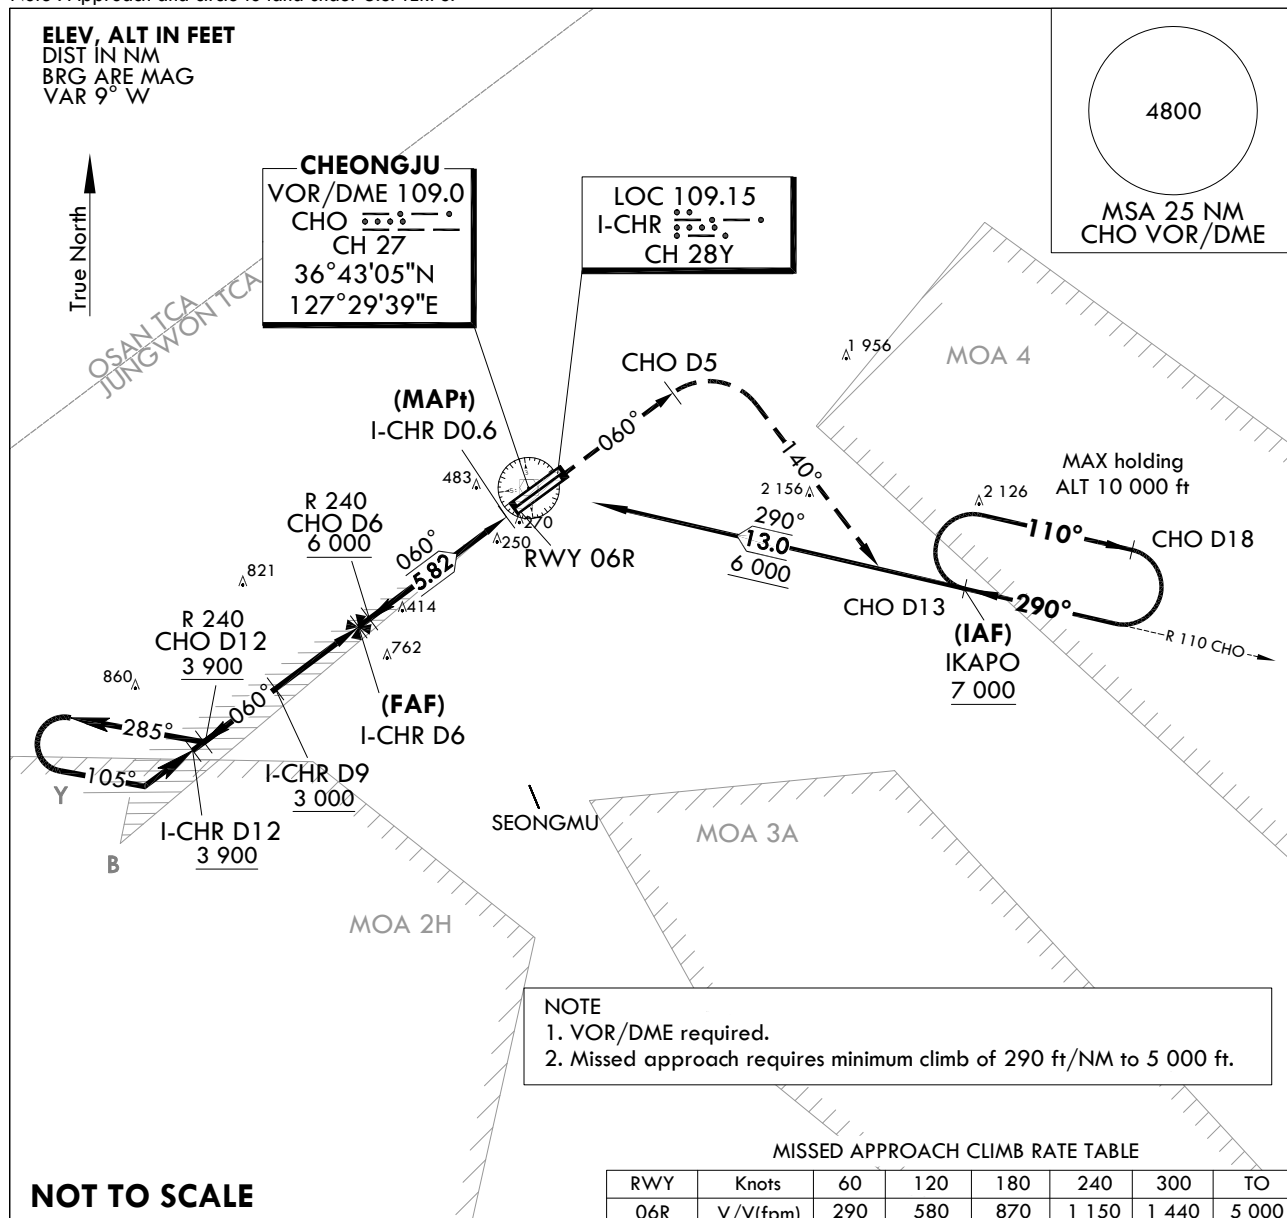 ELEV, ALT IN FEET
DIST IN NM
BRG ARE MAG
VAR 9° W
True North
4800
MSA 25 NM
CHO VOR/DME
CHEONGJU
VOR/DME 109.0
CHO
CH 27
36°43'05"N
127°29'39"E
LOC 109.15
I-CHR
CH 28Y
OSAN TCA
JUNGWON TCA
CHO D5
1 956
MOA 4
(MAPt)
I-CHR D0.6
060°
140°
MAX holding
ALT 10 000 ft
483
2 156
2 126
R 240
CHO D6
6 000
270
250
RWY 06R
290°
13.0
6 000
110°
CHO D18
060°
5.82
821
414
CHO D13
290°
R 240
CHO D12
3 900
762
(IAF)
IKAPO
7 000
R 110 CHO
860
060°
(FAF)
I-CHR D6
285°
105°
I-CHR D9
3 000
Y
I-CHR D12
3 900
B
SEONGMU
MOA 3A
MOA 2H
NOTE
1. VOR/DME required.
2. Missed approach requires minimum climb of 290 ft/NM to 5 000 ft.
MISSED APPROACH CLIMB RATE TABLE
RWY Knots 60 120 180 240 300 TO
06R V/V(fpm) 290 580 870 1 150 1 440 5 000
NOT TO SCALE